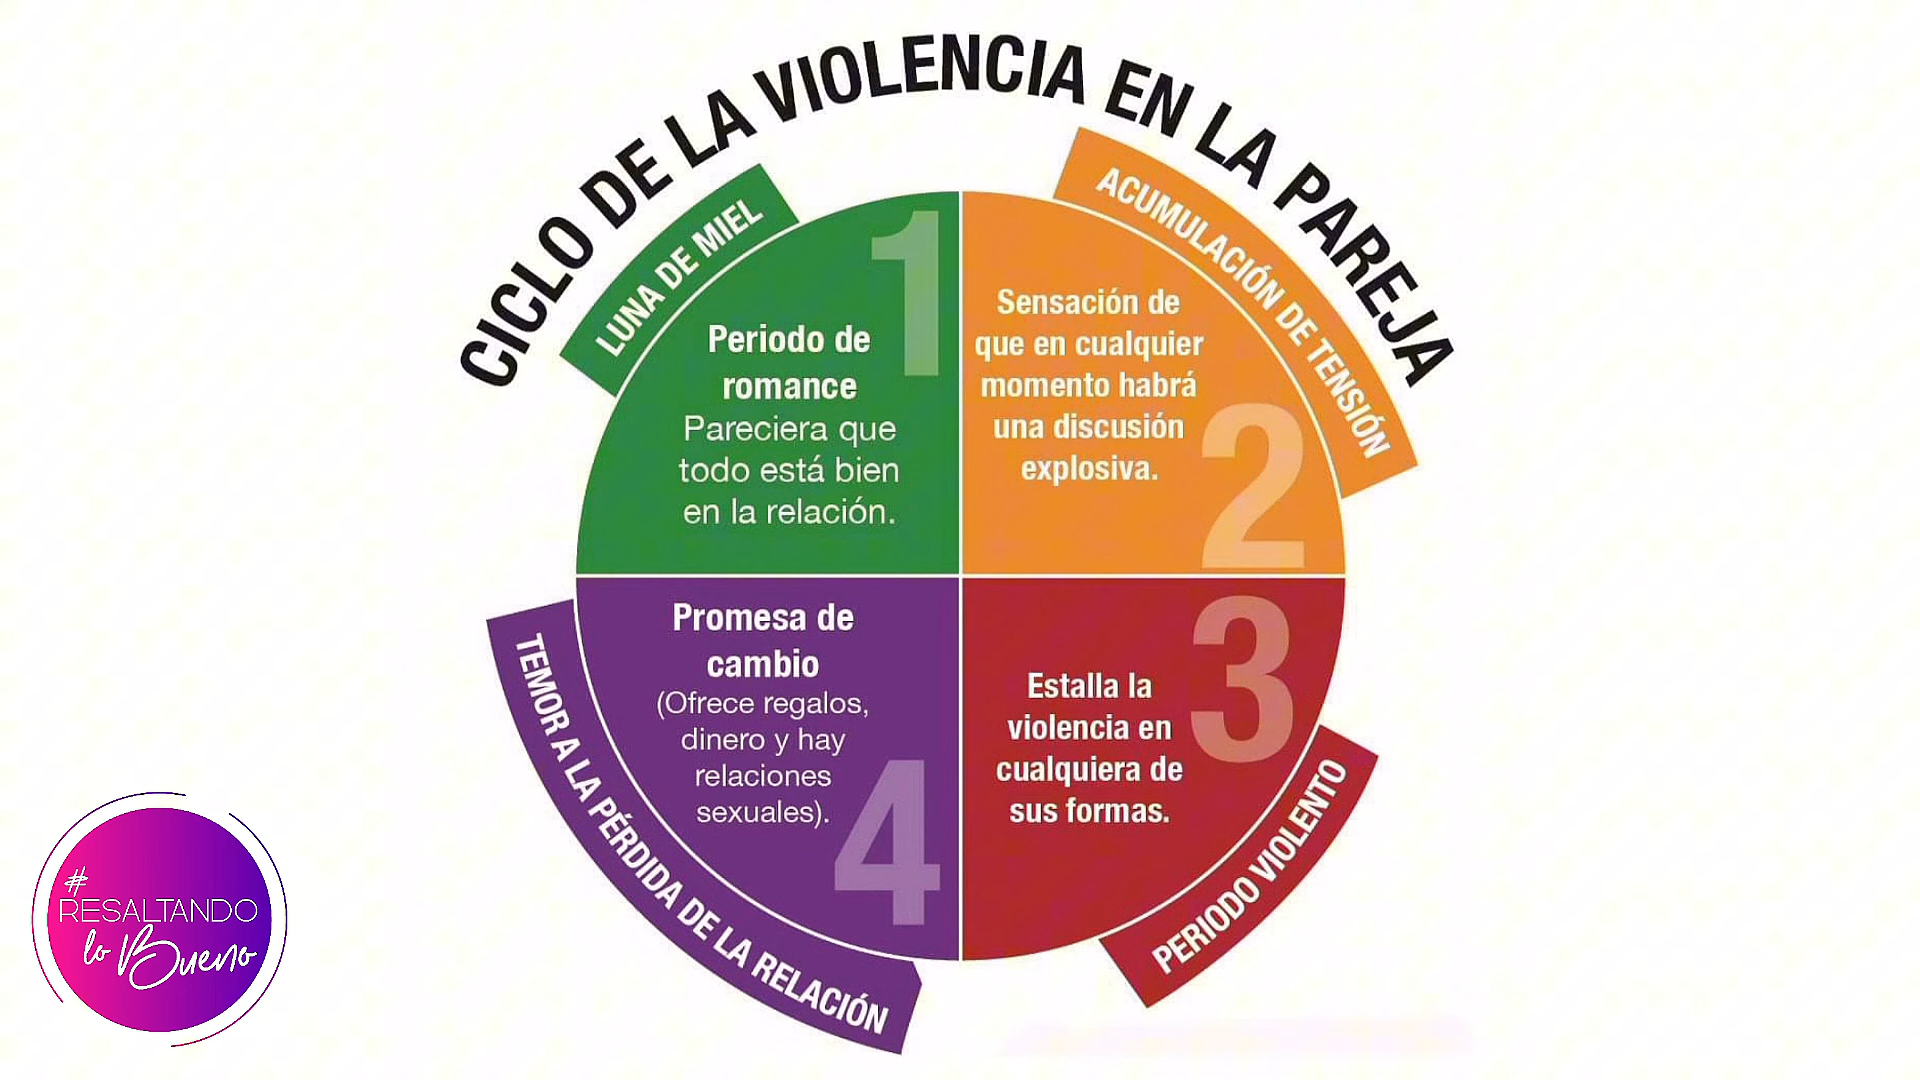 CICLO DE LA VIOLENCIA EN LA PAREJA
LUNA DE MIEL
1
Periodo de
romance
Pareciera que
todo está bien
en la relación.
ACUMULACIÓN DE TENSIÓN
Sensación de
que en cualquier
momento habrá
una discusión
explosiva.
2
3
Estalla la
violencia en
cualquiera de
sus formas.
PERIODO VIOLENTO
Promesa de
cambio
(Ofrece regalos,
dinero y hay
relaciones
sexuales).
4
TEMOR A LA PÉRDIDA DE LA RELACIÓN
#
RESALTANDO
lo Bueno